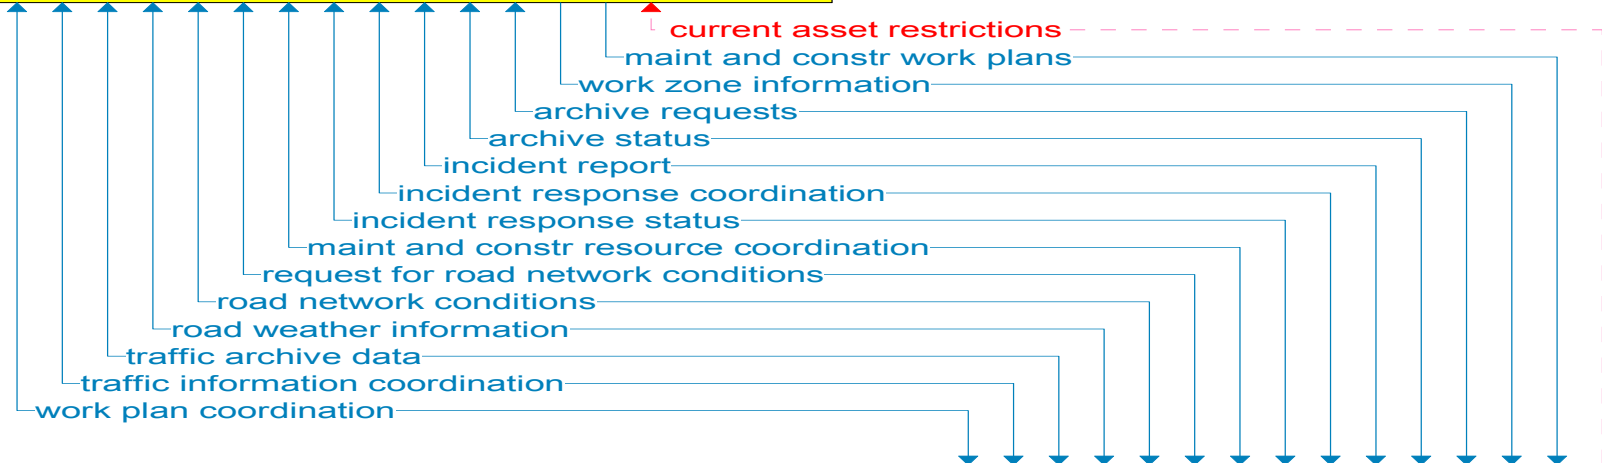 current asset restrictions
maint and constr work plans
work zone information
archive requests
archive status
incident report
incident response coordination
incident response status
maint and constr resource coordination
request for road network conditions
road network conditions
road weather information
traffic archive data
traffic information coordination
work plan coordination